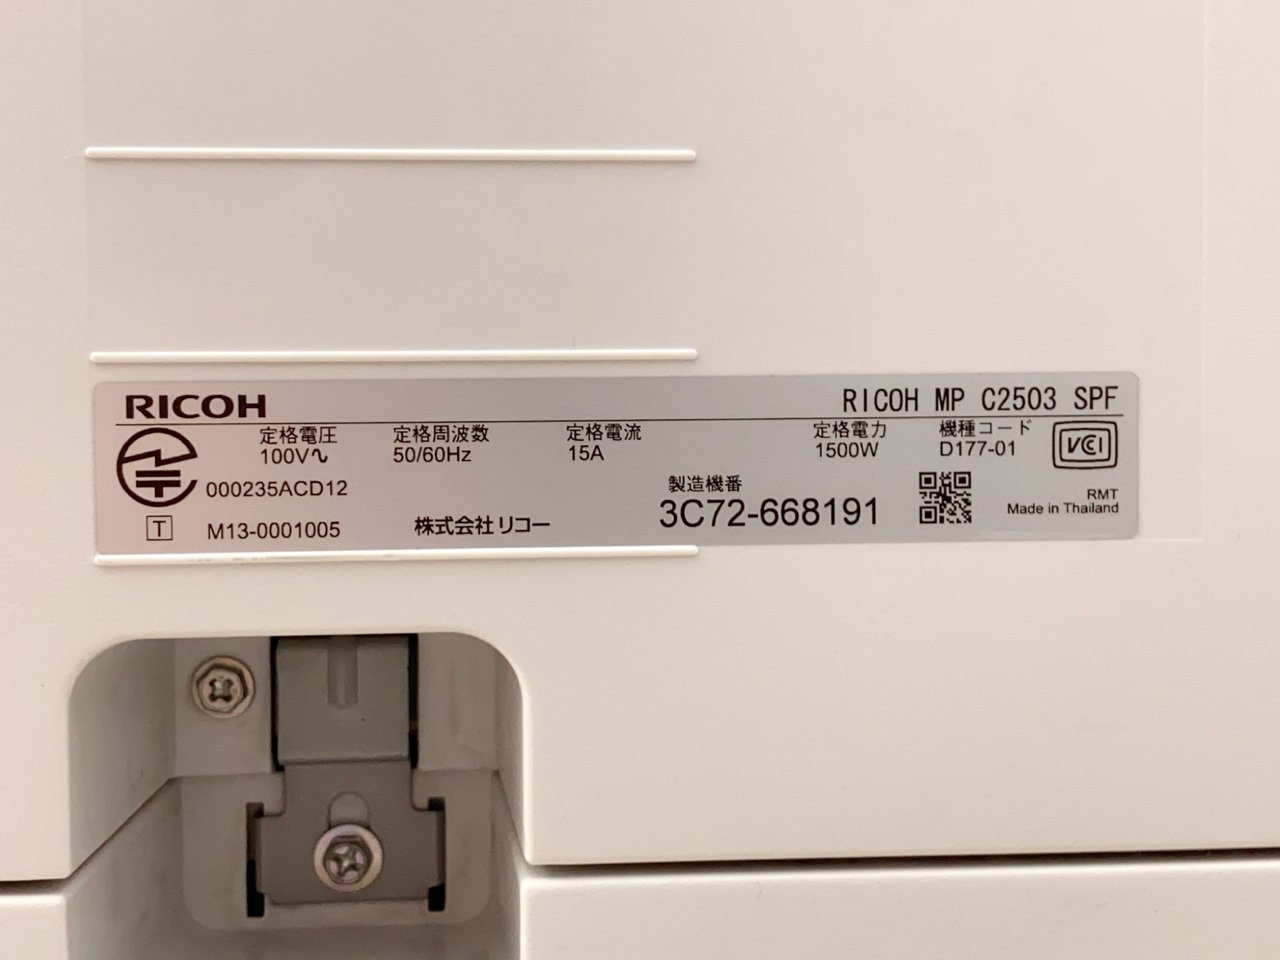 RICOH
RICOH MP C2503 SPF
定格電圧 定格周波数 定格電流 定格電力 機種コード
100V∿ 50/60Hz 15A 1500W D177-01
VCCI
000235ACD12
製造機番
3C72-668191
RMT
Made in Thailand
T M13-0001005 株式会社リコー